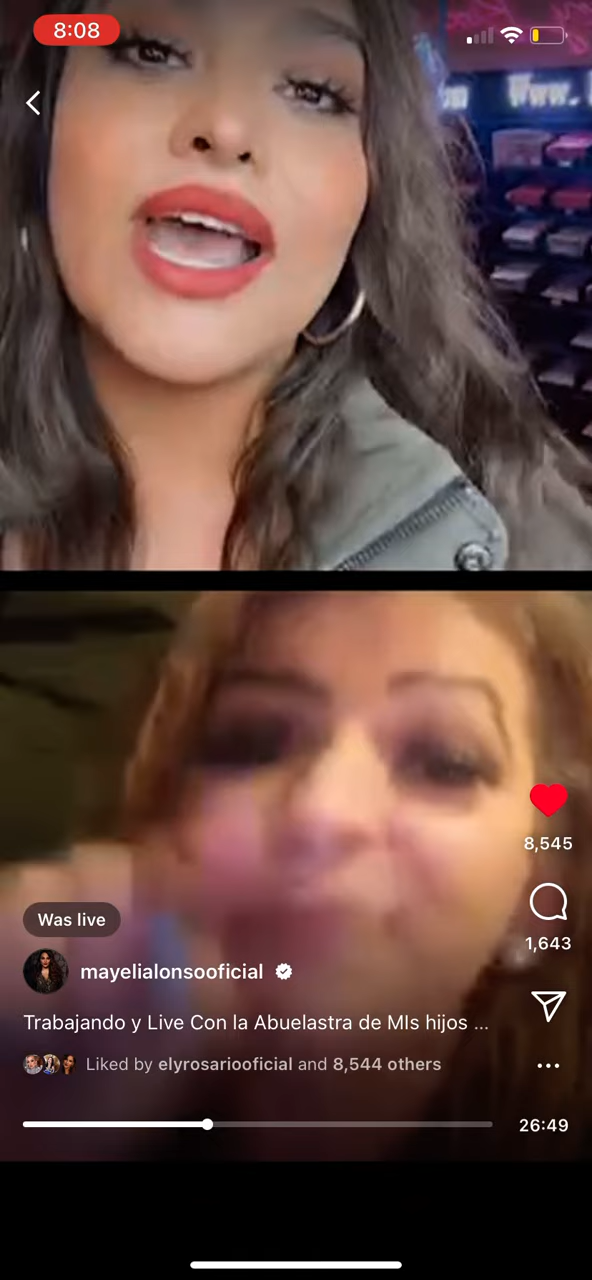 8:08
Www.
Was live
mayelialonsooficial
Trabajando y Live Con la Abuelastra de MIs hijos ...
Liked by elyrosariooficial and 8,544 others
8,545
1,643
26:49